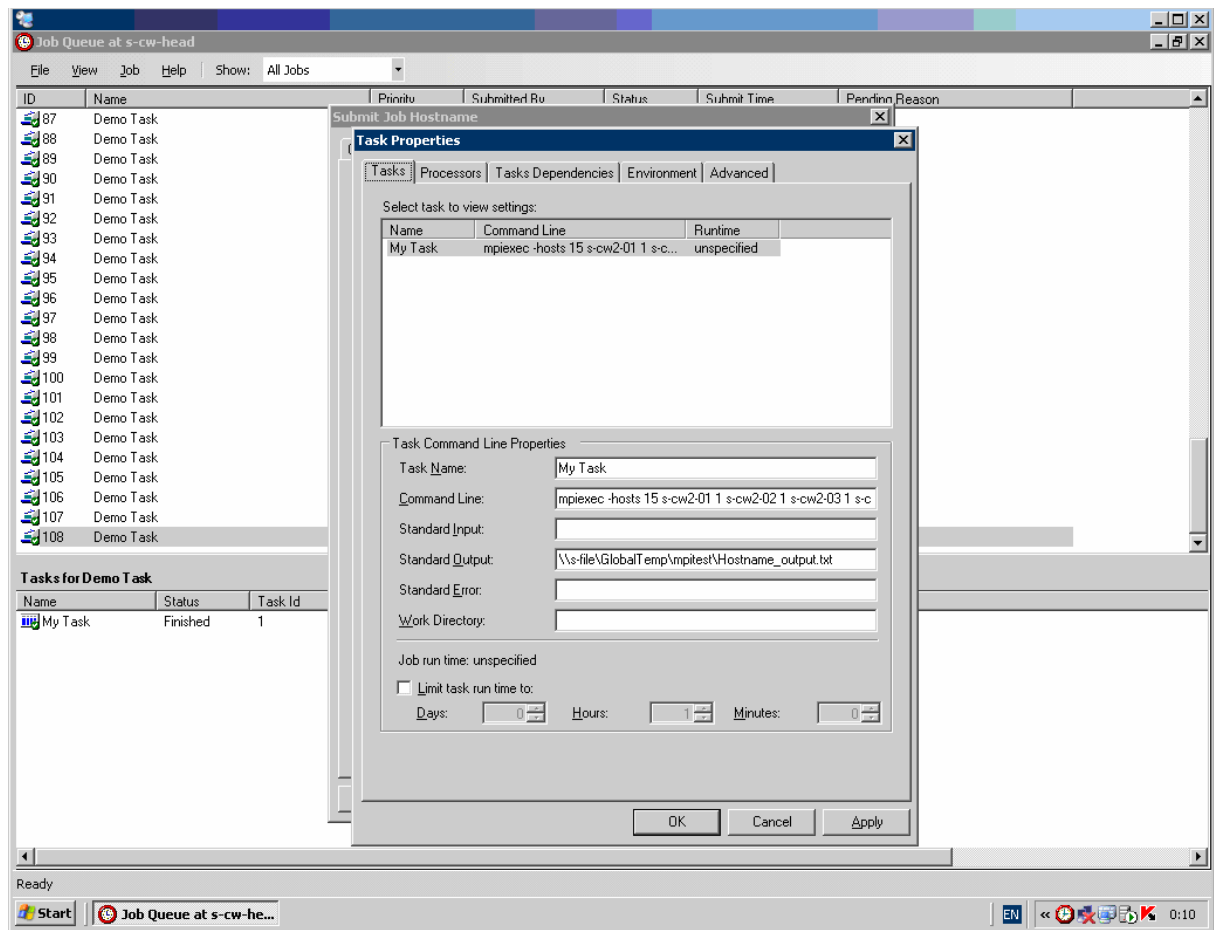 Job Queue at s-cw-head
File View Job Help Show: All Jobs
ID Name Priority Submitted By Status Submit Time Pending Reason
87 Demo Task
88 Demo Task
89 Demo Task
90 Demo Task
91 Demo Task
92 Demo Task
93 Demo Task
94 Demo Task
95 Demo Task
96 Demo Task
97 Demo Task
98 Demo Task
99 Demo Task
100 Demo Task
101 Demo Task
102 Demo Task
103 Demo Task
104 Demo Task
105 Demo Task
106 Demo Task
107 Demo Task
108 Demo Task
Tasks for Demo Task
Name Status Task Id
My Task Finished 1
Submit Job Hostname
Task Properties
Tasks Processors Tasks Dependencies Environment Advanced
Select task to view settings:
Name Command Line Runtime
My Task mpiexec -hosts 15 s-cw2-01 1 s-c... unspecified
Task Command Line Properties
Task Name: My Task
Command Line: mpiexec -hosts 15 s-cw2-01 1 s-cw2-02 1 s-cw2-03 1 s-c
Standard Input:
Standard Output: \\s-file\GlobalTemp\mpitest\Hostname_output.txt
Standard Error:
Work Directory:
Job run time: unspecified
Limit task run time to:
Days: 0 Hours: 1 Minutes: 0
OK Cancel Apply
Ready
Start Job Queue at s-cw-he... EN « 0:10